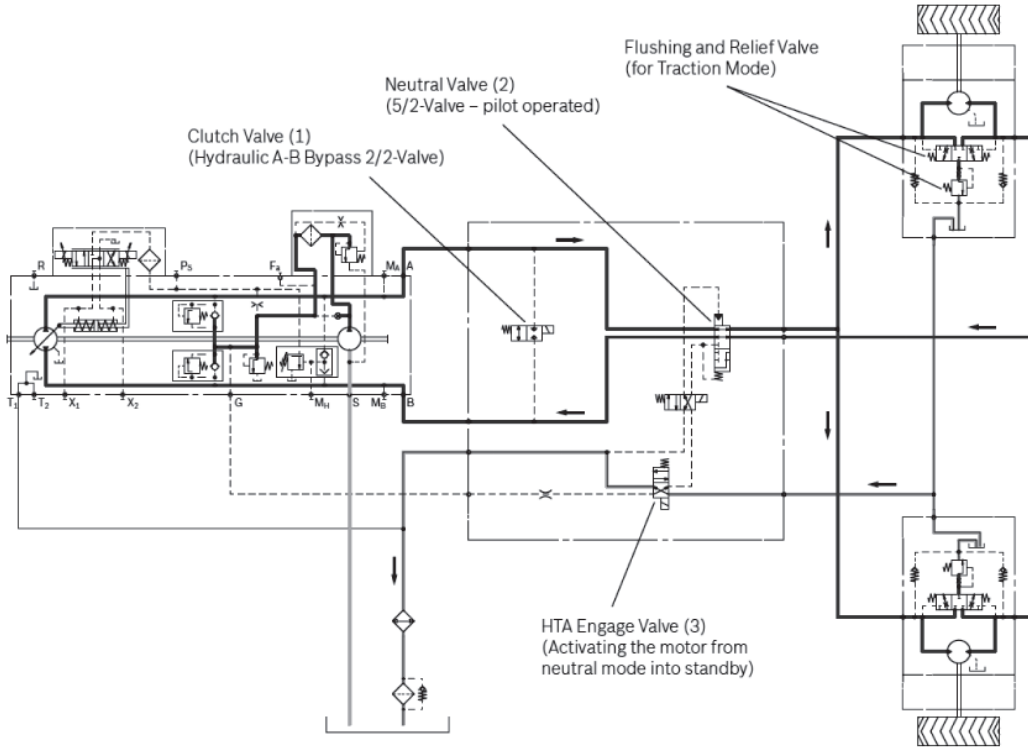 Flushing and Relief Valve
(for Traction Mode)
Neutral Valve (2)
(5/2-Valve – pilot operated)
Clutch Valve (1)
(Hydraulic A-B Bypass 2/2-Valve)
R
PS
Fa
MA A
T1 T2 X1 X2 G MH S MB B
HTA Engage Valve (3)
(Activating the motor from
neutral mode into standby)